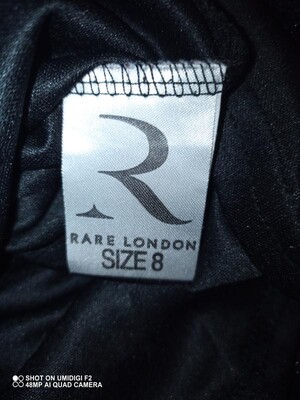 R
RARE LONDON
SIZE 8
SHOT ON UMIDIGI F2
48MP AI QUAD CAMERA